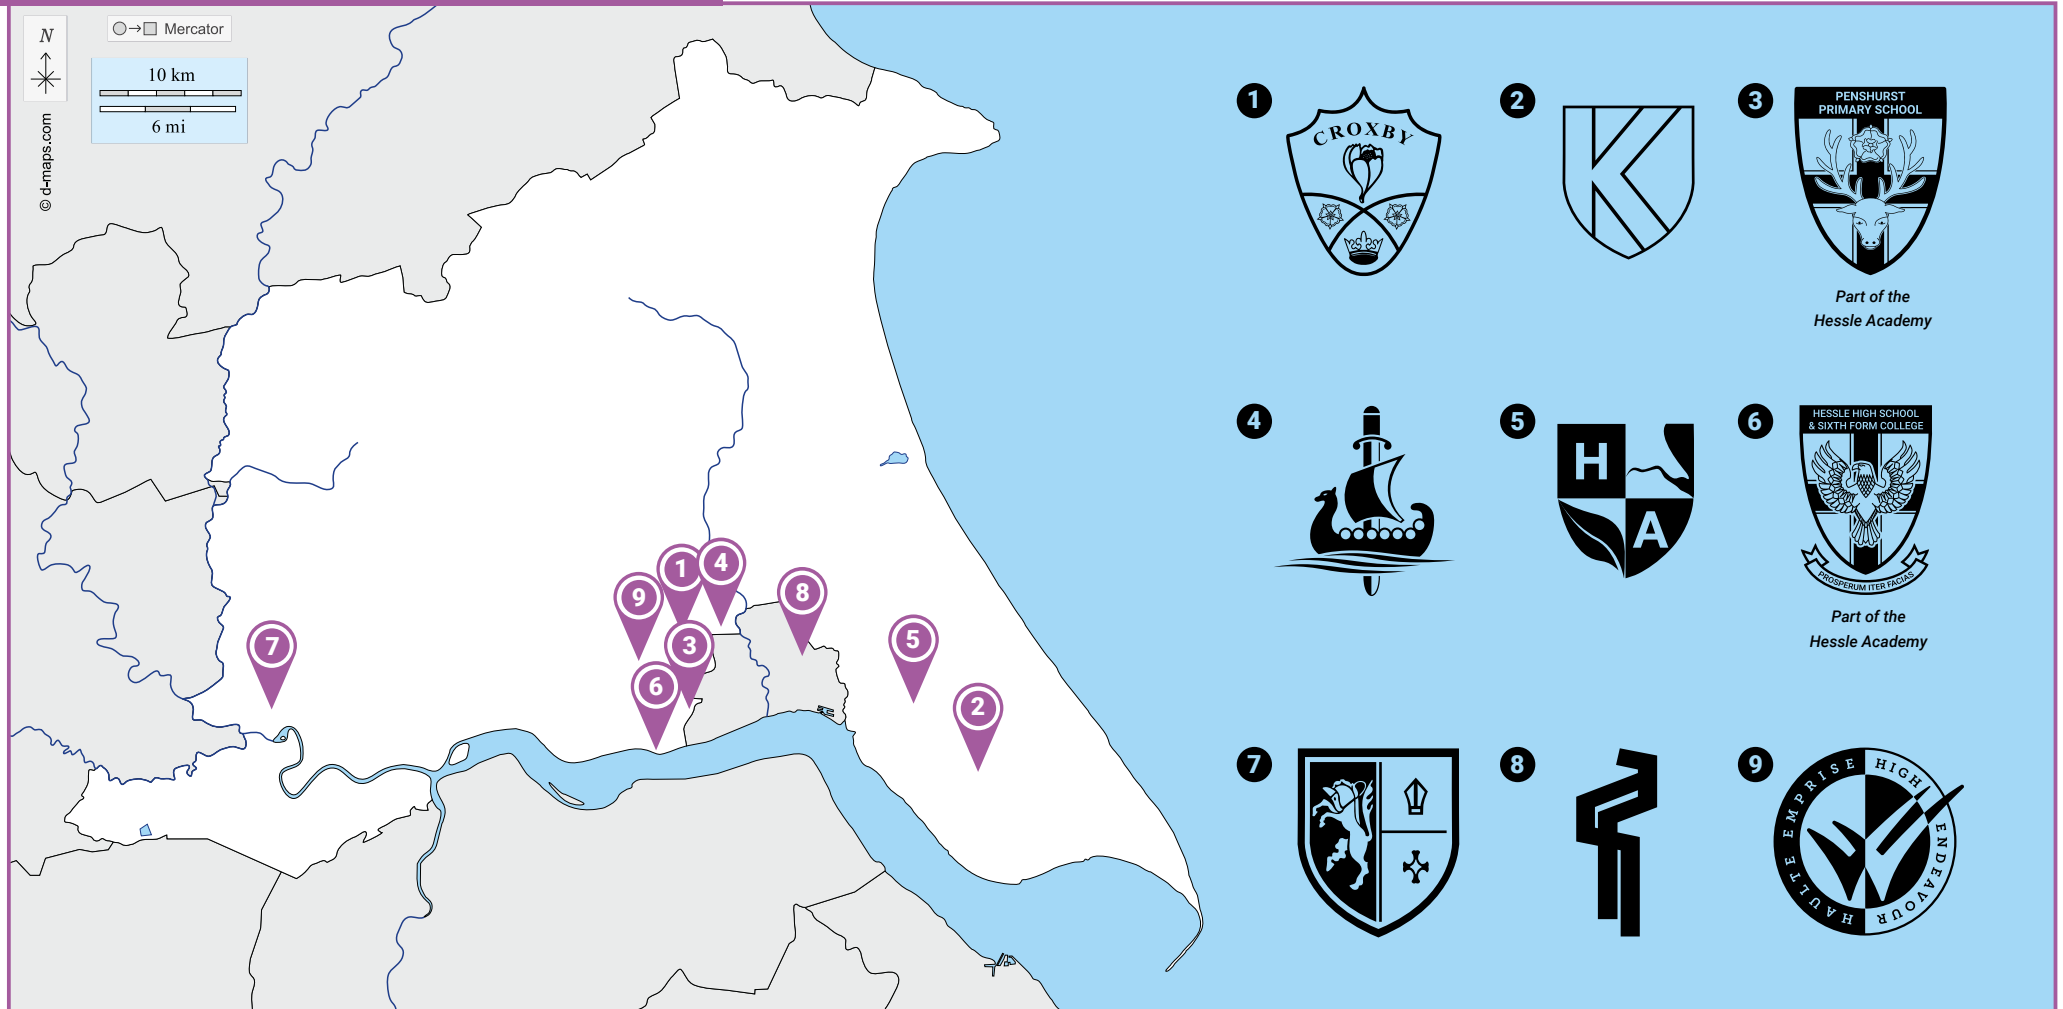 N
Mercator
10 km
6 mi
© d-maps.com
9
1
4
8
7
3
5
6
2
1
CROXBY
2
K
3
PENSHURST
PRIMARY SCHOOL
Part of the
Hessle Academy
4
5
H
A
6
HESSLE HIGH SCHOOL
& SIXTH FORM COLLEGE
PROSPERUM ITER FACIAS
Part of the
Hessle Academy
7
8
9
HAULTE EMPRISE
HIGH ENDEAVOUR